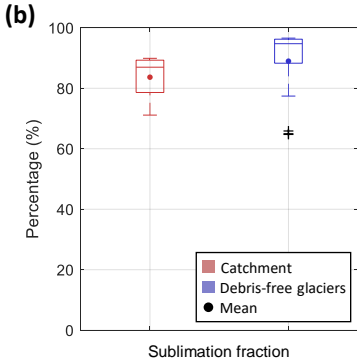 (b)
100
80
60
40
20
0
Percentage (%)
Catchment
Debris-free glaciers
Mean
Sublimation fraction